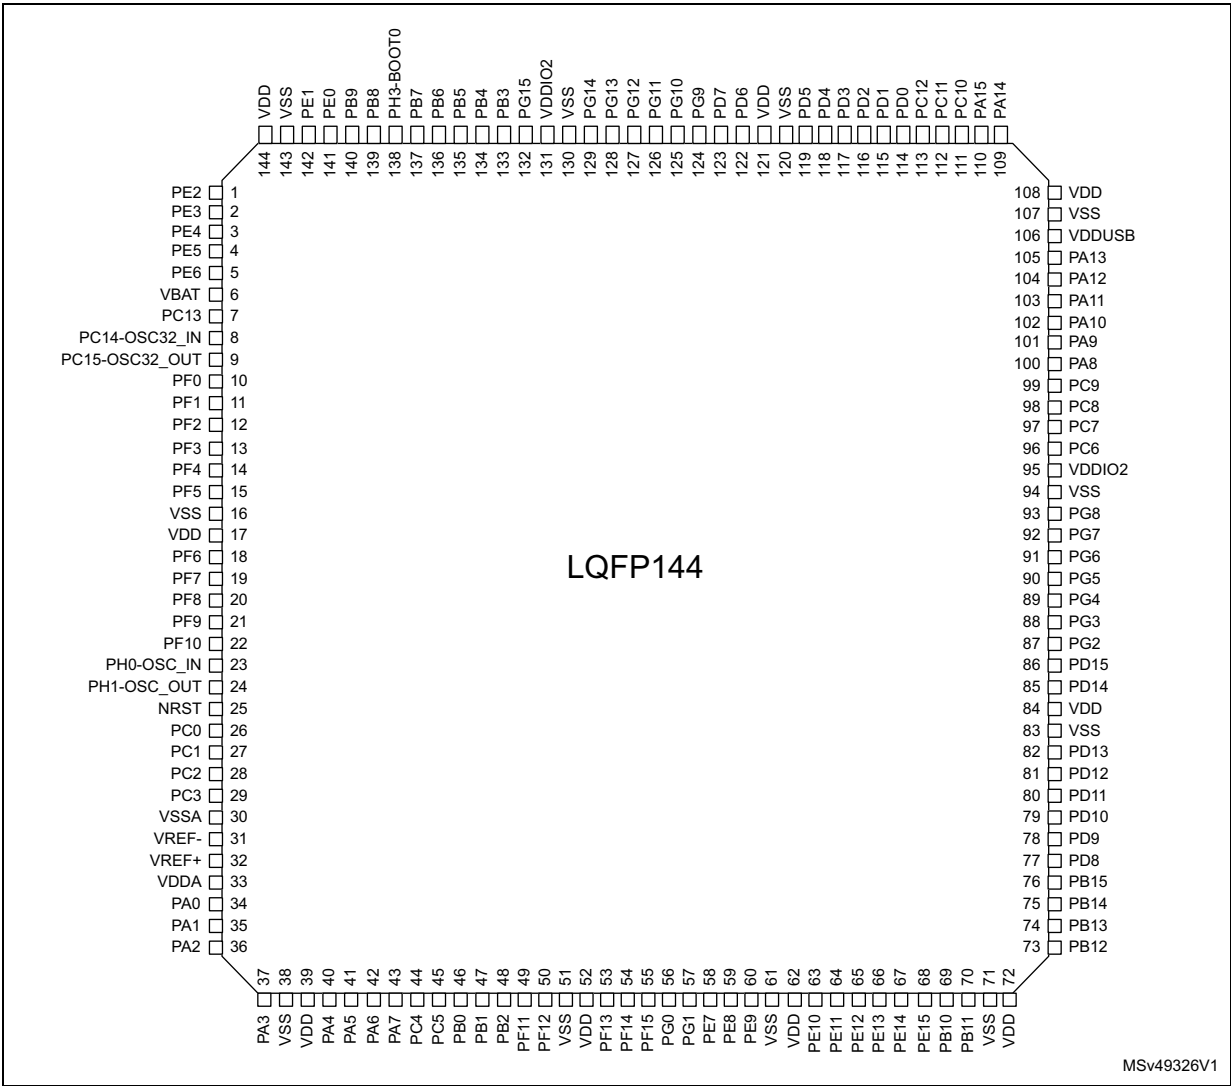 VDD
VSS
PE1
PE0
PB9
PB8
PH3-BOOT0
PB7
PB6
PB5
PB4
PB3
PG15
VDDIO2
VSS
PG14
PG13
PG12
PG11
PG10
PG9
PD7
PD6
VDD
VSS
PD5
PD4
PD3
PD2
PD1
PD0
PC12
PC11
PC10
PA15
PA14
144
143
142
141
140
139
138
137
136
135
134
133
132
131
130
129
128
127
126
125
124
123
122
121
120
119
118
117
116
115
114
113
112
111
110
109
PE2 1
PE3 2
PE4 3
PE5 4
PE6 5
VBAT 6
PC13 7
PC14-OSC32_IN 8
PC15-OSC32_OUT 9
PF0 10
PF1 11
PF2 12
PF3 13
PF4 14
PF5 15
VSS 16
VDD 17
PF6 18
PF7 19
PF8 20
PF9 21
PF10 22
PH0-OSC_IN 23
PH1-OSC_OUT 24
NRST 25
PC0 26
PC1 27
PC2 28
PC3 29
VSSA 30
VREF- 31
VREF+ 32
VDDA 33
PA0 34
PA1 35
PA2 36
LQFP144
108 VDD
107 VSS
106 VDDUSB
105 PA13
104 PA12
103 PA11
102 PA10
101 PA9
100 PA8
99 PC9
98 PC8
97 PC7
96 PC6
95 VDDIO2
94 VSS
93 PG8
92 PG7
91 PG6
90 PG5
89 PG4
88 PG3
87 PG2
86 PD15
85 PD14
84 VDD
83 VSS
82 PD13
81 PD12
80 PD11
79 PD10
78 PD9
77 PD8
76 PB15
75 PB14
74 PB13
73 PB12
37
38
39
40
41
42
43
44
45
46
47
48
49
50
51
52
53
54
55
56
57
58
59
60
61
62
63
64
65
66
67
68
69
70
71
72
PA3
VSS
VDD
PA4
PA5
PA6
PA7
PC4
PC5
PB0
PB1
PB2
PF11
PF12
VSS
VDD
PF13
PF14
PF15
PG0
PG1
PE7
PE8
PE9
VSS
VDD
PE10
PE11
PE12
PE13
PE14
PE15
PB10
PB11
VSS
VDD
MSv49326V1